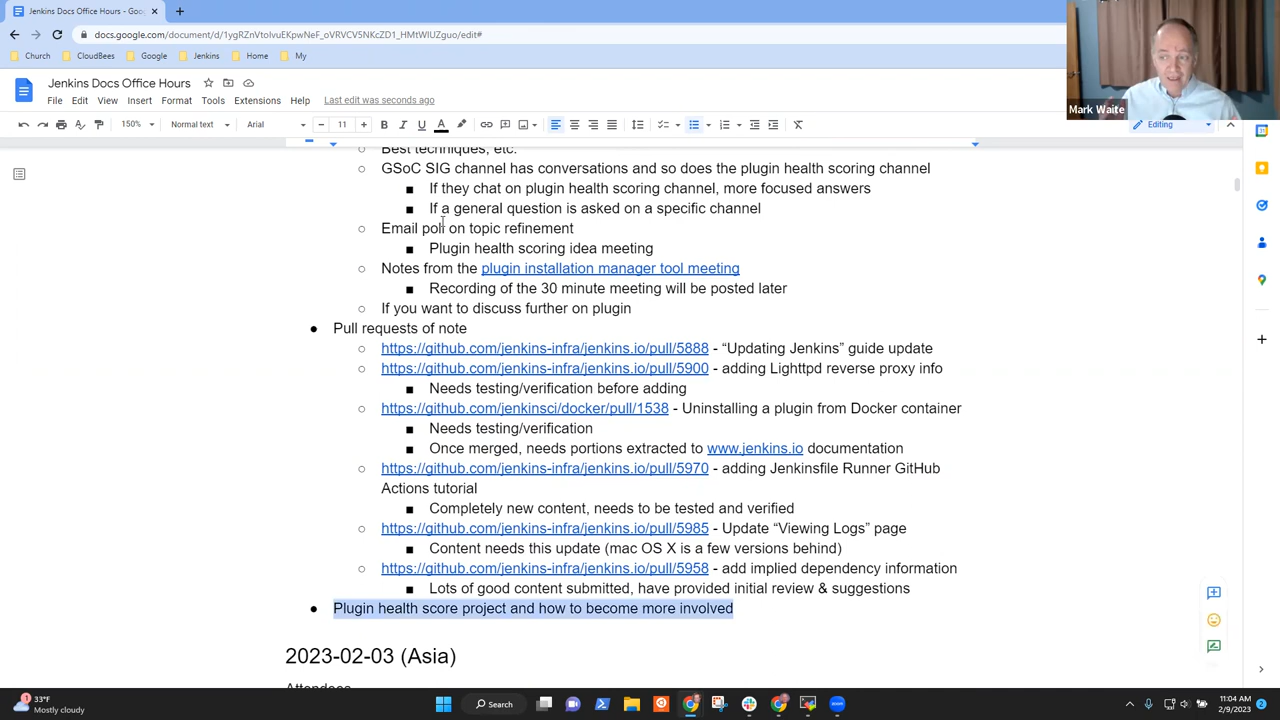 Jenkins Docs Office Hours - Goo
docs.google.com/document/d/1ygRZnVtoIvuEKpwNeF_oVRVCV5NKcZD1_HMtWIUZguo/edit#
Church
CloudBees
Google
Jenkins
Home
My
Mark Waite
Jenkins Docs Office Hours
File Edit View Insert Format Tools Extensions Help Last edit was seconds ago
150% Normal text Arial 11 Editing
Best techniques, etc.
GSoC SIG channel has conversations and so does the plugin health scoring channel
If they chat on plugin health scoring channel, more focused answers
If a general question is asked on a specific channel
Email poll on topic refinement
Plugin health scoring idea meeting
Notes from the plugin installation manager tool meeting
Recording of the 30 minute meeting will be posted later
If you want to discuss further on plugin
Pull requests of note
https://github.com/jenkins-infra/jenkins.io/pull/5888 - “Updating Jenkins” guide update
https://github.com/jenkins-infra/jenkins.io/pull/5900 - adding Lighttpd reverse proxy info
Needs testing/verification before adding
https://github.com/jenkinsci/docker/pull/1538 - Uninstalling a plugin from Docker container
Needs testing/verification
Once merged, needs portions extracted to www.jenkins.io documentation
https://github.com/jenkins-infra/jenkins.io/pull/5970 - adding Jenkinsfile Runner GitHub
Actions tutorial
Completely new content, needs to be tested and verified
https://github.com/jenkins-infra/jenkins.io/pull/5985 - Update “Viewing Logs” page
Content needs this update (mac OS X is a few versions behind)
https://github.com/jenkins-infra/jenkins.io/pull/5958 - add implied dependency information
Lots of good content submitted, have provided initial review & suggestions
Plugin health score project and how to become more involved
2023-02-03 (Asia)
Attendees
33°F
Mostly cloudy
Search
11:04 AM
2/9/2023